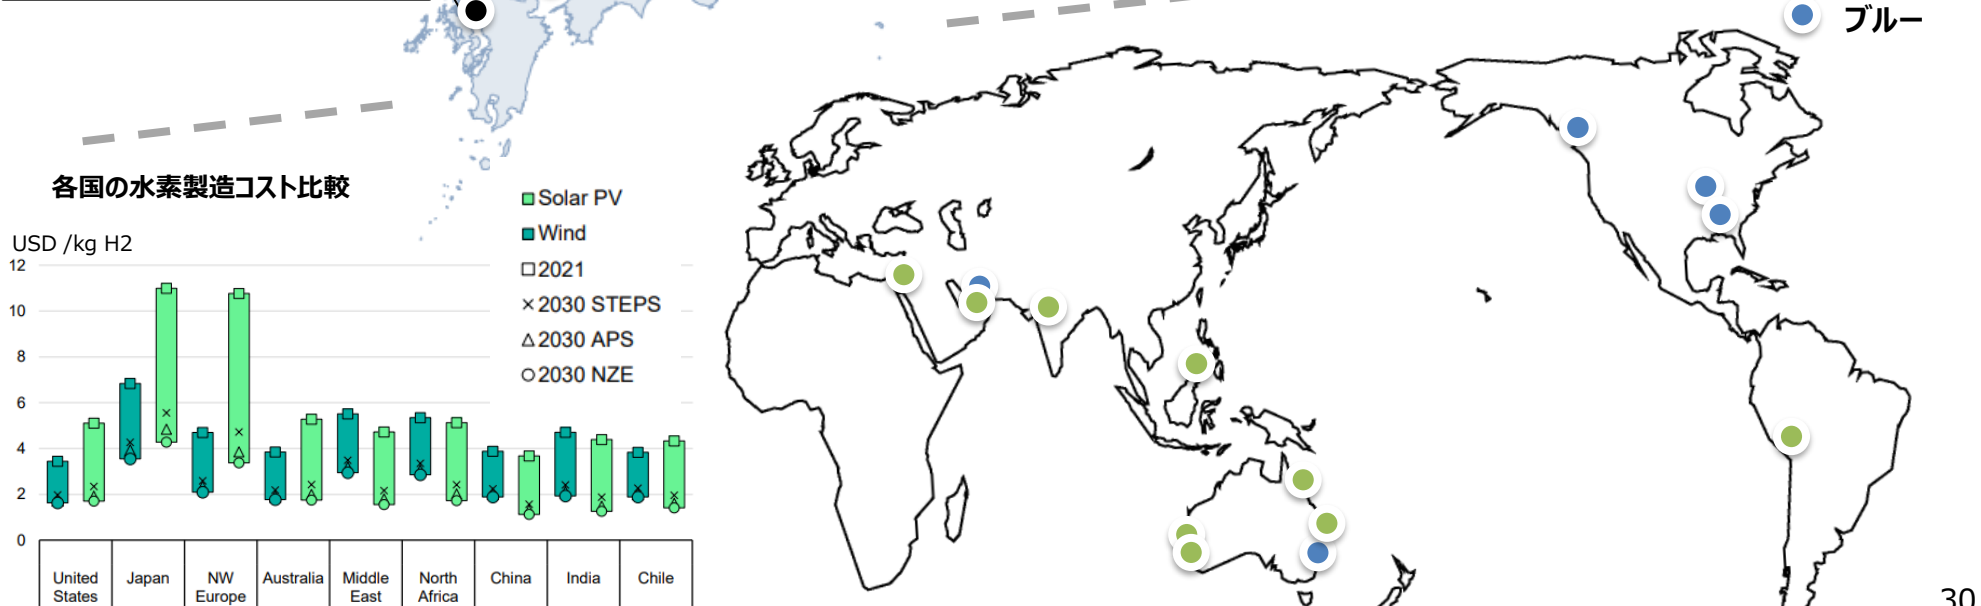 ブルー
各国の水素製造コスト比較
USD /kg H2
Solar PV
Wind
2021
2030 STEPS
2030 APS
2030 NZE
12
10
8
6
4
2
0
United States
Japan
NW Europe
Australia
Middle East
North Africa
China
India
Chile
30